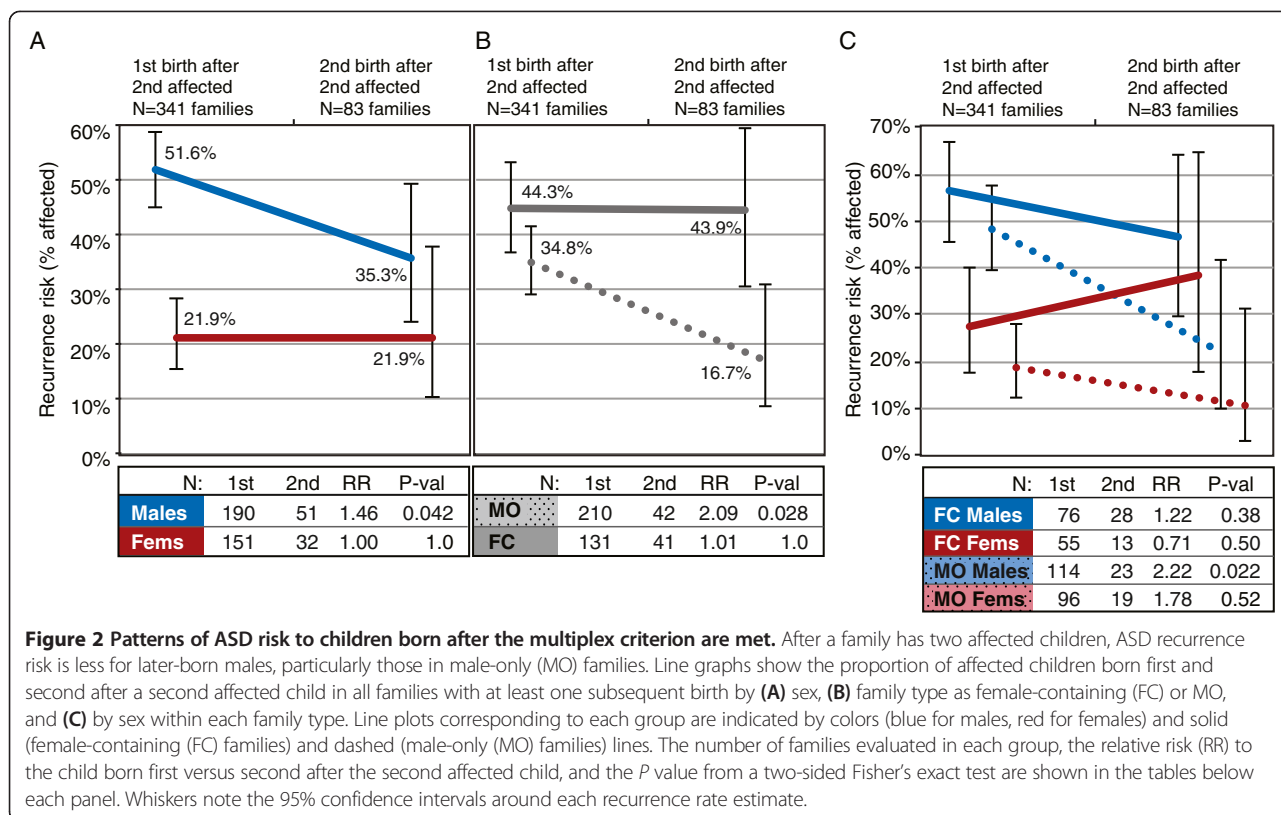 A
1st birth after
2nd affected
N=341 families
2nd birth after
2nd affected
N=83 families
Recurrence risk (% affected)
60%
50%
40%
30%
20%
10%
0%
51.6%
35.3%
21.9%
21.9%
N: 1st 2nd RR P-val
Males 190 51 1.46 0.042
Fems 151 32 1.00 1.0
B
1st birth after
2nd affected
N=341 families
2nd birth after
2nd affected
N=83 families
44.3%
43.9%
34.8%
16.7%
N: 1st 2nd RR P-val
MO 210 42 2.09 0.028
FC 131 41 1.01 1.0
C
1st birth after
2nd affected
N=341 families
2nd birth after
2nd affected
N=83 families
Recurrence risk (% affected)
70%
60%
50%
40%
30%
20%
10%
0%
N: 1st 2nd RR P-val
FC Males 76 28 1.22 0.38
FC Fems 55 13 0.71 0.50
MO Males 114 23 2.22 0.022
MO Fems 96 19 1.78 0.52
Figure 2 Patterns of ASD risk to children born after the multiplex criterion are met. After a family has two affected children, ASD recurrence
risk is less for later-born males, particularly those in male-only (MO) families. Line graphs show the proportion of affected children born first and
second after a second affected child in all families with at least one subsequent birth by (A) sex, (B) family type as female-containing (FC) or MO,
and (C) by sex within each family type. Line plots corresponding to each group are indicated by colors (blue for males, red for females) and solid
(female-containing (FC) families) and dashed (male-only (MO) families) lines. The number of families evaluated in each group, the relative risk (RR) to
the child born first versus second after the second affected child, and the P value from a two-sided Fisher's exact test are shown in the tables below
each panel. Whiskers note the 95% confidence intervals around each recurrence rate estimate.